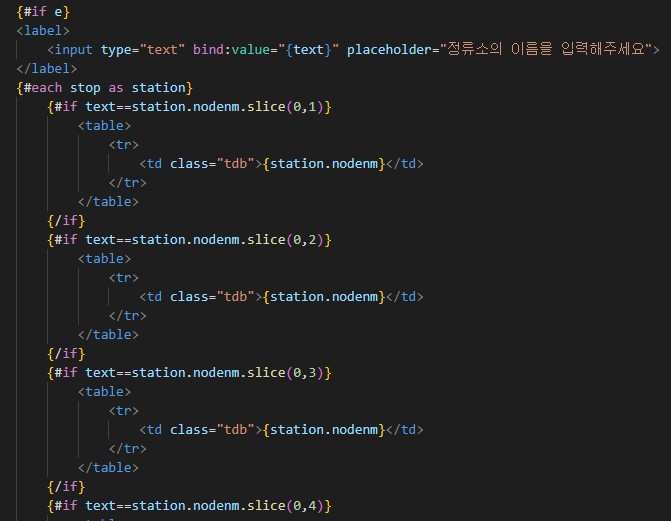 {#if e}
<label>
    <input type="text" bind:value="{text}" placeholder="정류소의 이름을 입력해주세요">
</label>
{#each stop as station}
    {#if text==station.nodenm.slice(0,1)}
        <table>
            <tr>
                <td class="tdb">{station.nodenm}</td>
            </tr>
        </table>
    {/if}
    {#if text==station.nodenm.slice(0,2)}
        <table>
            <tr>
                <td class="tdb">{station.nodenm}</td>
            </tr>
        </table>
    {/if}
    {#if text==station.nodenm.slice(0,3)}
        <table>
            <tr>
                <td class="tdb">{station.nodenm}</td>
            </tr>
        </table>
    {/if}
    {#if text==station.nodenm.slice(0,4)}